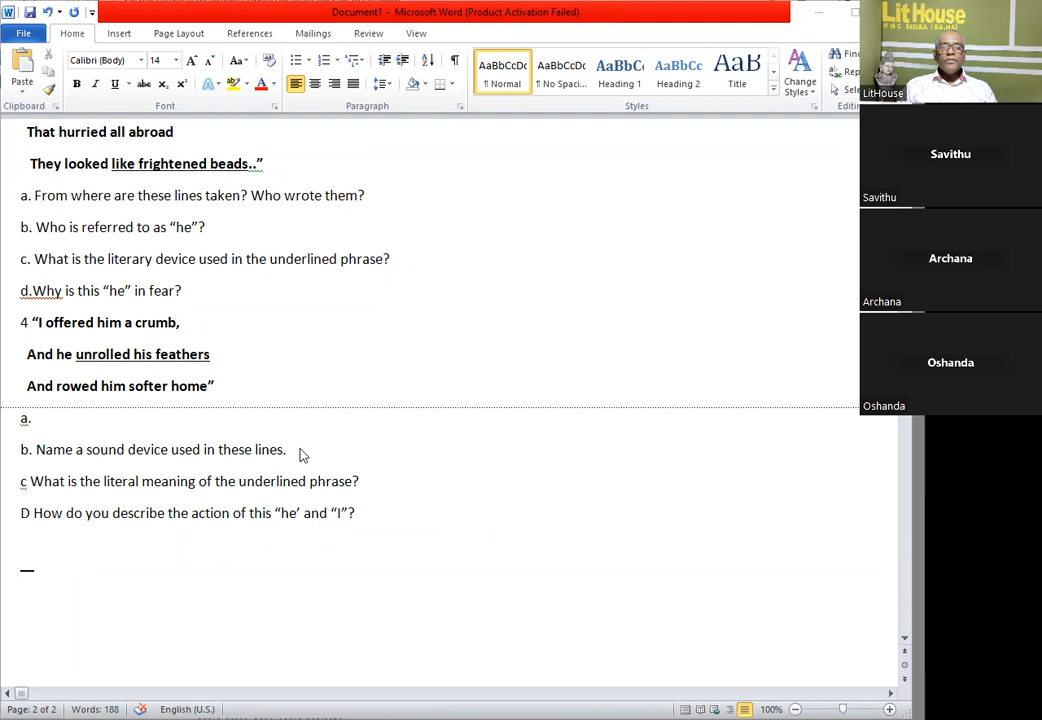 Document1 - Microsoft Word (Product Activation Failed)
File Home Insert Page Layout References Mailings Review View
Calibri (Body) 14
Paste
AaBbCcDc AaBbCcDc AaBbC AaBbCc AaB
¶ Normal ¶ No Spaci... Heading 1 Heading 2 Title
Change Styles
Find
Rep
Sele
Clipboard Font Paragraph Styles Editin
That hurried all abroad
They looked like frightened beads..”
a. From where are these lines taken? Who wrote them?
b. Who is referred to as “he”?
c. What is the literary device used in the underlined phrase?
d.Why is this “he” in fear?
4 “I offered him a crumb,
And he unrolled his feathers
And rowed him softer home”
a.
b. Name a sound device used in these lines.
c What is the literal meaning of the underlined phrase?
D How do you describe the action of this “he’ and “I”?
Page: 2 of 2 Words: 188 English (U.S.) 100%
LitHouse
LitHouse
Savithu
Savithu
Archana
Archana
Oshanda
Oshanda